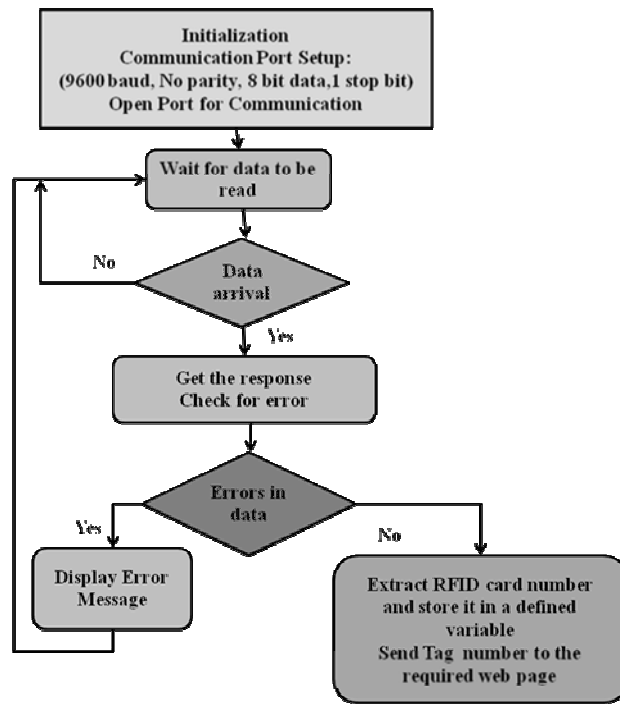 Initialization
Communication Port Setup:
(9600 baud, No parity, 8 bit data,1 stop bit)
Open Port for Communication
Wait for data to be
read
No
Data
arrival
Yes
Get the response
Check for error
Errors in
data
Yes
No
Display Error
Message
Extract RFID card number
and store it in a defined
variable
Send Tag number to the
required web page